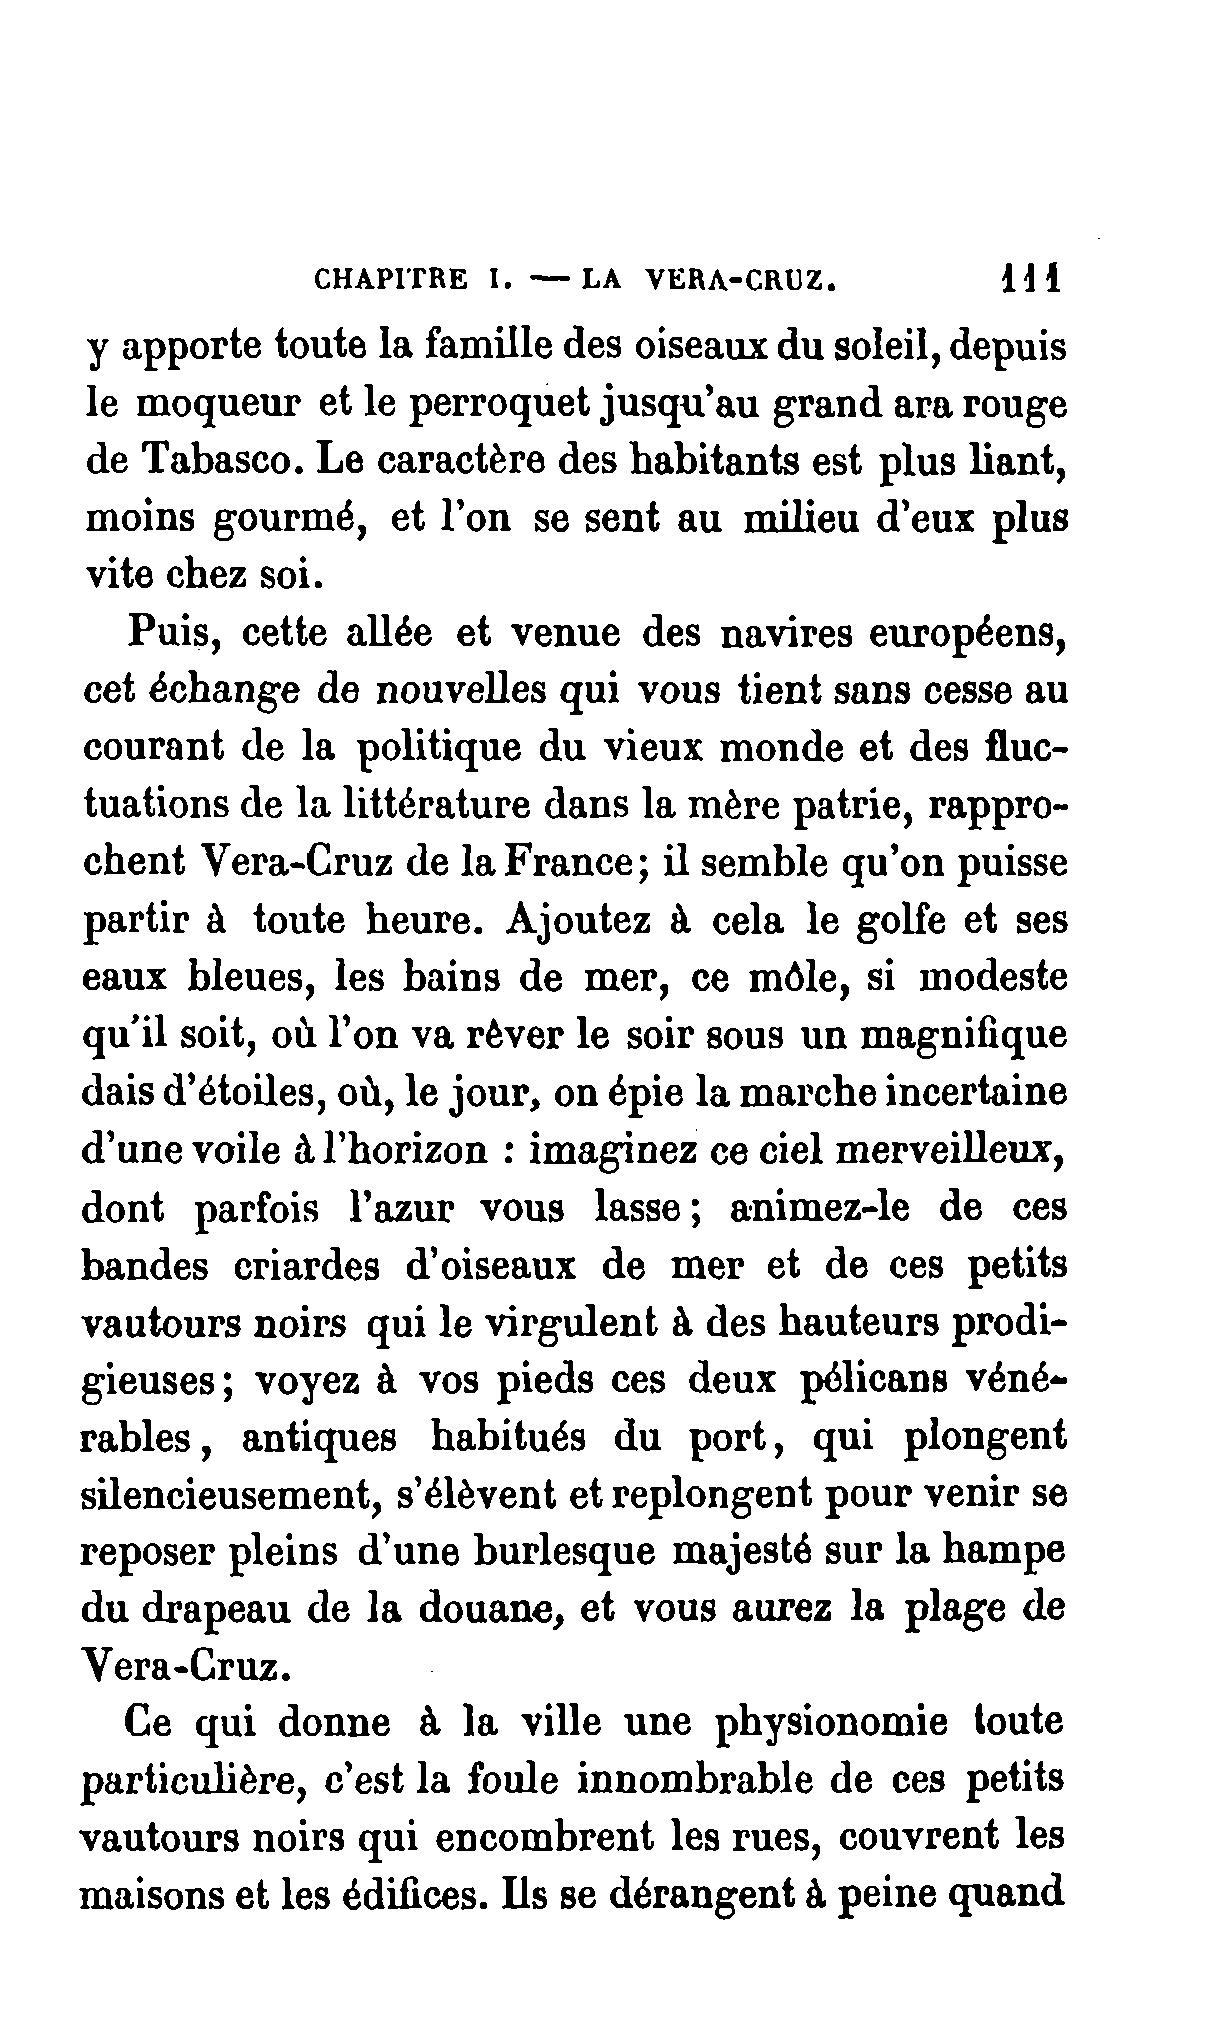 CHAPITRE I. — LA VERA-CRUZ. 111
y apporte toute la famille des oiseaux du soleil, depuis
le moqueur et le perroquet jusqu'au grand ara rouge
de Tabasco. Le caractère des habitants est plus liant,
moins gourmé, et l'on se sent au milieu d'eux plus
vite chez soi.
Puis, cette allée et venue des navires européens,
cet échange de nouvelles qui vous tient sans cesse au
courant de la politique du vieux monde et des fluc-
tuations de la littérature dans la mère patrie, rappro-
chent Vera-Cruz de la France; il semble qu'on puisse
partir à toute heure. Ajoutez à cela le golfe et ses
eaux bleues, les bains de mer, ce môle, si modeste
qu'il soit, où l'on va rêver le soir sous un magnifique
dais d'étoiles, où, le jour, on épie la marche incertaine
d'une voile à l'horizon : imaginez ce ciel merveilleux,
dont parfois l'azur vous lasse; animez-le de ces
bandes criardes d'oiseaux de mer et de ces petits
vautours noirs qui le virgulent à des hauteurs prodi-
gieuses; voyez à vos pieds ces deux pélicans véné-
rables, antiques habitués du port, qui plongent
silencieusement, s'élèvent et replongent pour venir se
reposer pleins d'une burlesque majesté sur la hampe
du drapeau de la douane, et vous aurez la plage de
Vera-Cruz.
Ce qui donne à la ville une physionomie toute
particulière, c'est la foule innombrable de ces petits
vautours noirs qui encombrent les rues, couvrent les
maisons et les édifices. Ils se dérangent à peine quand